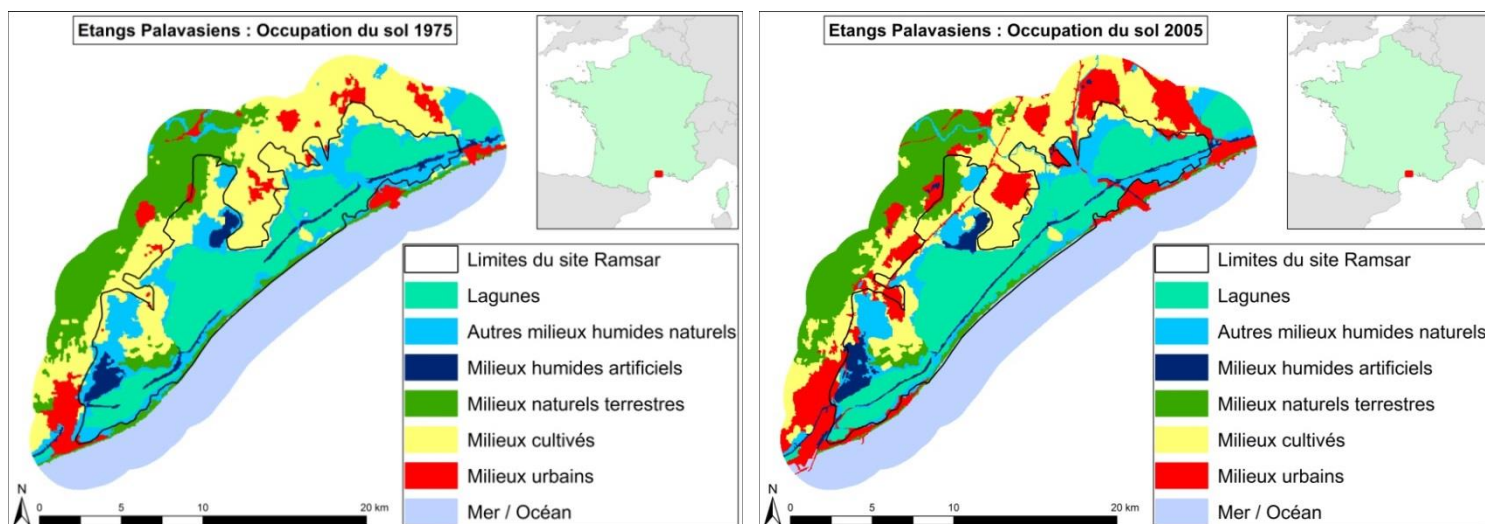 Etangs Palavasiens : Occupation du sol 1975
Limites du site Ramsar
Lagunes
Autres milieux humides naturels
Milieux humides artificiels
Milieux naturels terrestres
Milieux cultivés
Milieux urbains
Mer / Océan
N
0 5 10 20 km
Etangs Palavasiens : Occupation du sol 2005
Limites du site Ramsar
Lagunes
Autres milieux humides naturels
Milieux humides artificiels
Milieux naturels terrestres
Milieux cultivés
Milieux urbains
Mer / Océan
N
0 5 10 20 km